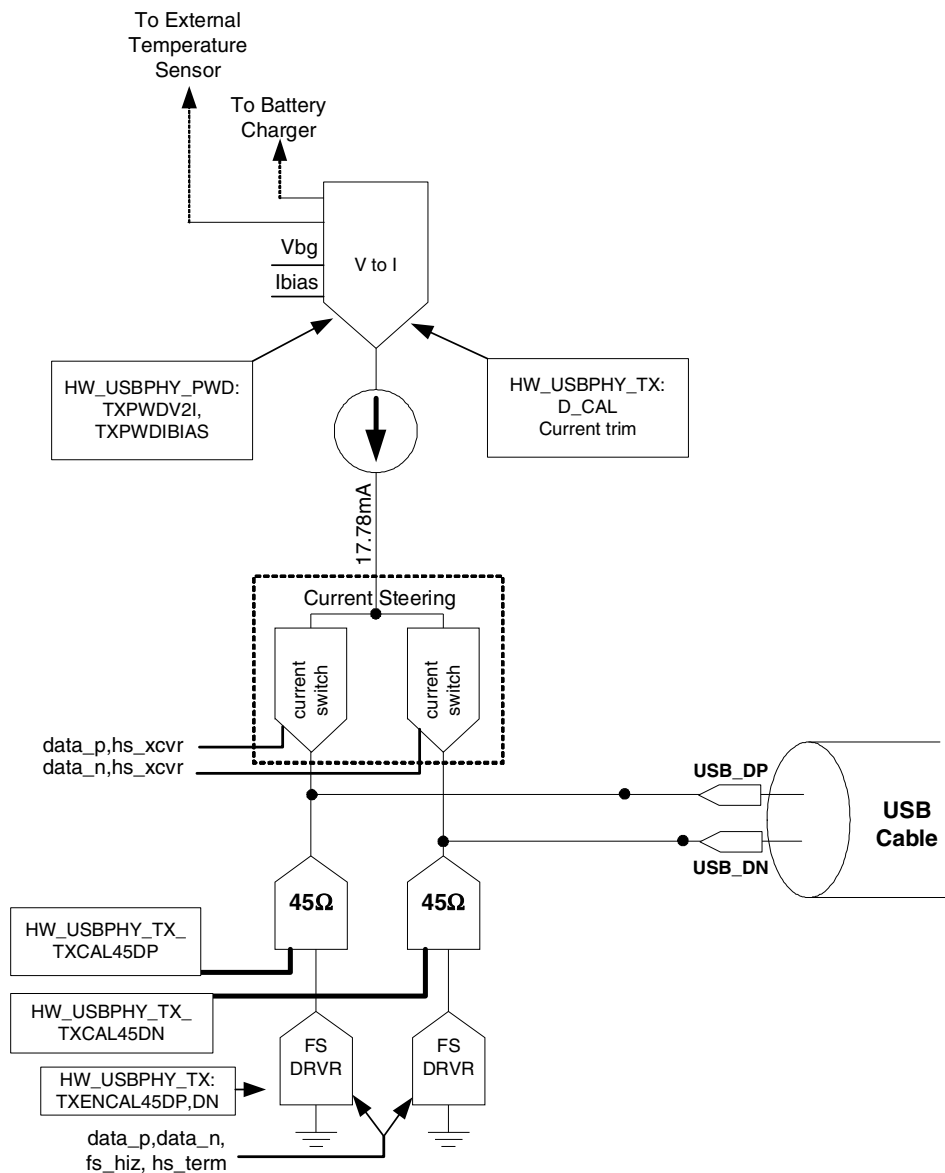 To External
Temperature
Sensor
To Battery
Charger
Vbg
Ibias
V to I
HW_USBPHY_PWD:
TXPWDV2I,
TXPWDIBIAS
HW_USBPHY_TX:
D_CAL
Current trim
17.78mA
Current Steering
current
switch
current
switch
data_p,hs_xcvr
data_n,hs_xcvr
USB_DP
USB_DN
USB
Cable
45Ω
45Ω
HW_USBPHY_TX_
TXCAL45DP
HW_USBPHY_TX_
TXCAL45DN
FS
DRVR
FS
DRVR
HW_USBPHY_TX:
TXENCAL45DP,DN
data_p,data_n,
fs_hiz, hs_term